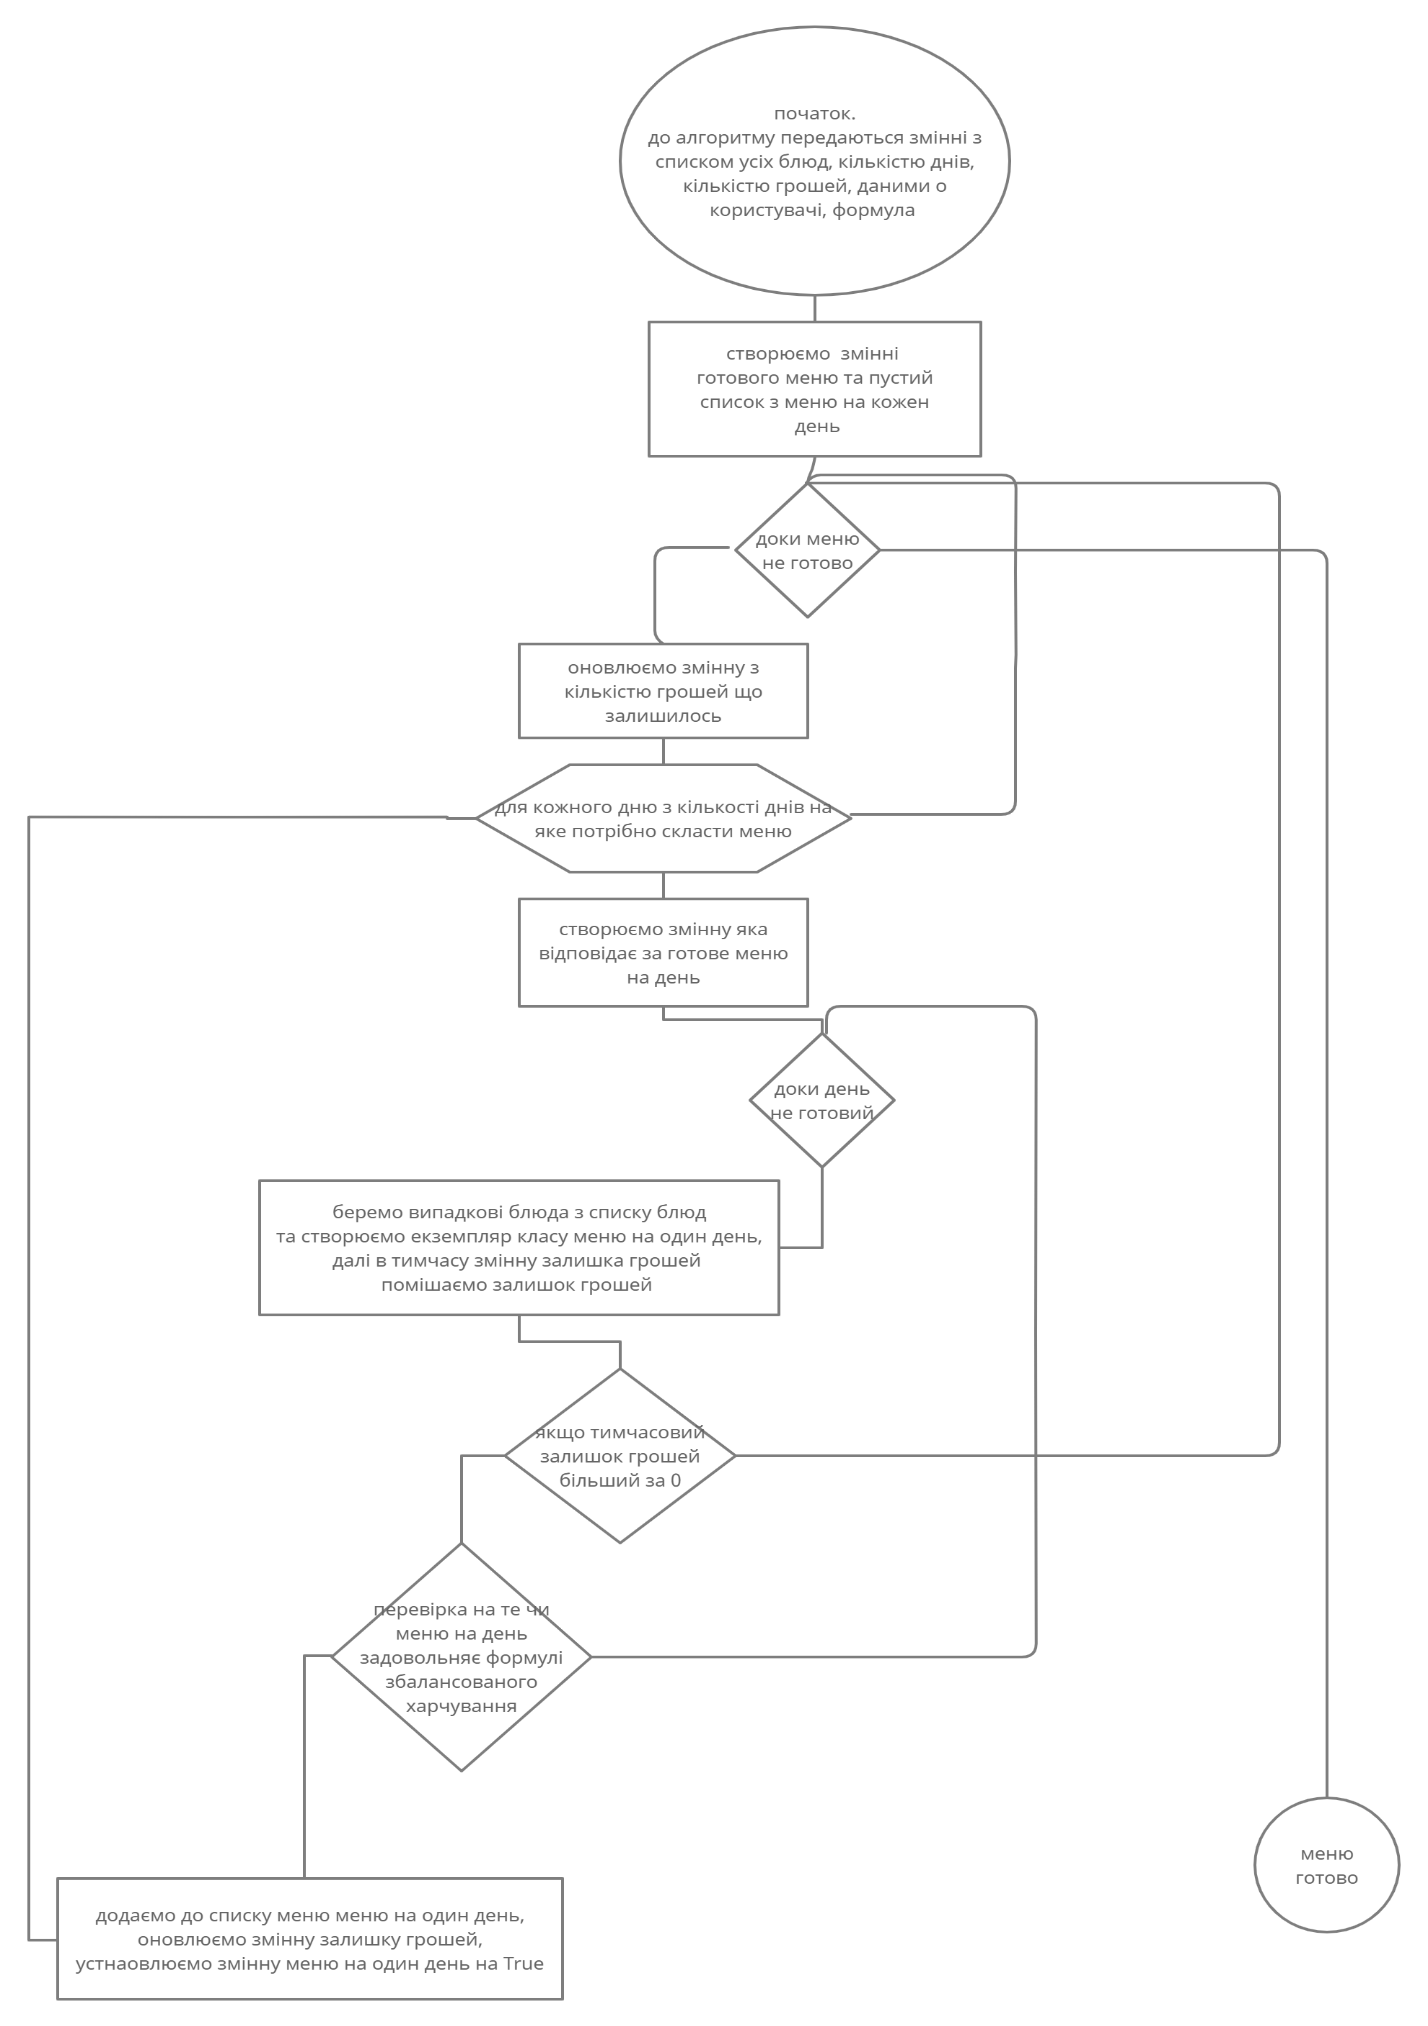 початок.
до алгоритму передаються змінні з
списком усіх блюд, кількістю днів,
кількістю грошей, даними о
користувачі, формула
створюємо  змінні
готового меню та пустий
список з меню на кожен
день
доки меню
не готово
оновлюємо змінну з
кількістю грошей що
залишилось
для кожного дню з кількості днів на
яке потрібно скласти меню
створюємо змінну яка
відповідає за готове меню
на день
доки день
не готовий
беремо випадкові блюда з списку блюд
та створюємо екземпляр класу меню на один день,
далі в тимчасу змінну залишка грошей
помішаємо залишок грошей
якщо тимчасовий
залишок грошей
більший за 0
перевірка на те чи
меню на день
задовольняє формулі
збалансованого
харчування
меню
готово
додаємо до списку меню меню на один день,
оновлюємо змінну залишку грошей,
устнаовлюємо змінну меню на один день на True